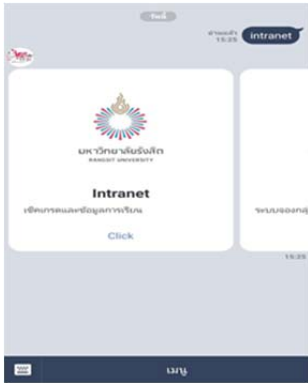 วันนี้
อ่านแล้ว
15:25
intranet
มหาวิทยาลัยรังสิต
RANGSIT UNIVERSITY
Intranet
เช็คเกรดและข้อมูลการเรียน
Click
ระบบจองกลุ่
15:25
เมนู